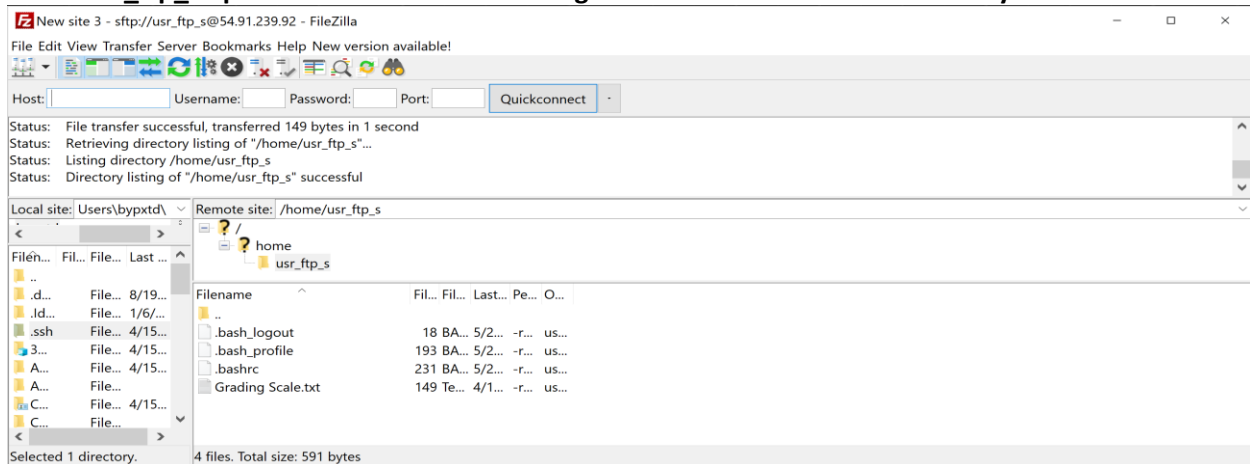 New site 3 - sftp://usr_ftp_s@54.91.239.92 - FileZilla
File Edit View Transfer Server Bookmarks Help New version available!
Host: Username: Password: Port: Quickconnect
Status: File transfer successful, transferred 149 bytes in 1 second
Status: Retrieving directory listing of "/home/usr_ftp_s"...
Status: Listing directory /home/usr_ftp_s
Status: Directory listing of "/home/usr_ftp_s" successful
Local site: Users\bypxtd\
Remote site: /home/usr_ftp_s
/
home
usr_ftp_s
Filen... Fil... File... Last ...
..
.d... File... 8/19...
.ld... File... 1/6/...
.ssh File... 4/15...
3... File... 4/15...
A... File... 4/15...
A... File...
C... File... 4/15...
C... File...
Selected 1 directory.
Filename Fil... Fil... Last... Pe... O...
..
.bash_logout 18 BA... 5/2... -r... us...
.bash_profile 193 BA... 5/2... -r... us...
.bashrc 231 BA... 5/2... -r... us...
Grading Scale.txt 149 Te... 4/1... -r... us...
4 files. Total size: 591 bytes